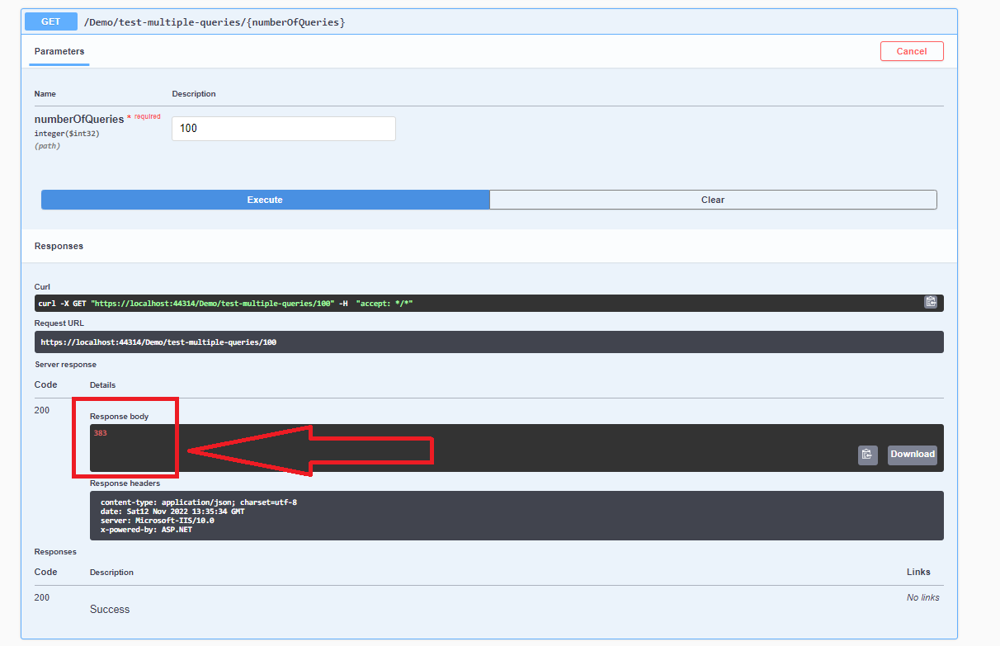 GET /Demo/test-multiple-queries/{numberOfQueries}
Parameters
Cancel
Name Description
numberOfQueries * required
100
integer($int32)
(path)
Execute Clear
Responses
Curl
curl -X GET "https://localhost:44314/Demo/test-multiple-queries/100" -H "accept: */*"
Request URL
https://localhost:44314/Demo/test-multiple-queries/100
Server response
Code Details
200
Response body
383
Download
Response headers
content-type: application/json; charset=utf-8
date: Sat12 Nov 2022 13:35:34 GMT
server: Microsoft-IIS/10.0
x-powered-by: ASP.NET
Responses
Code Description Links
200 No links
Success